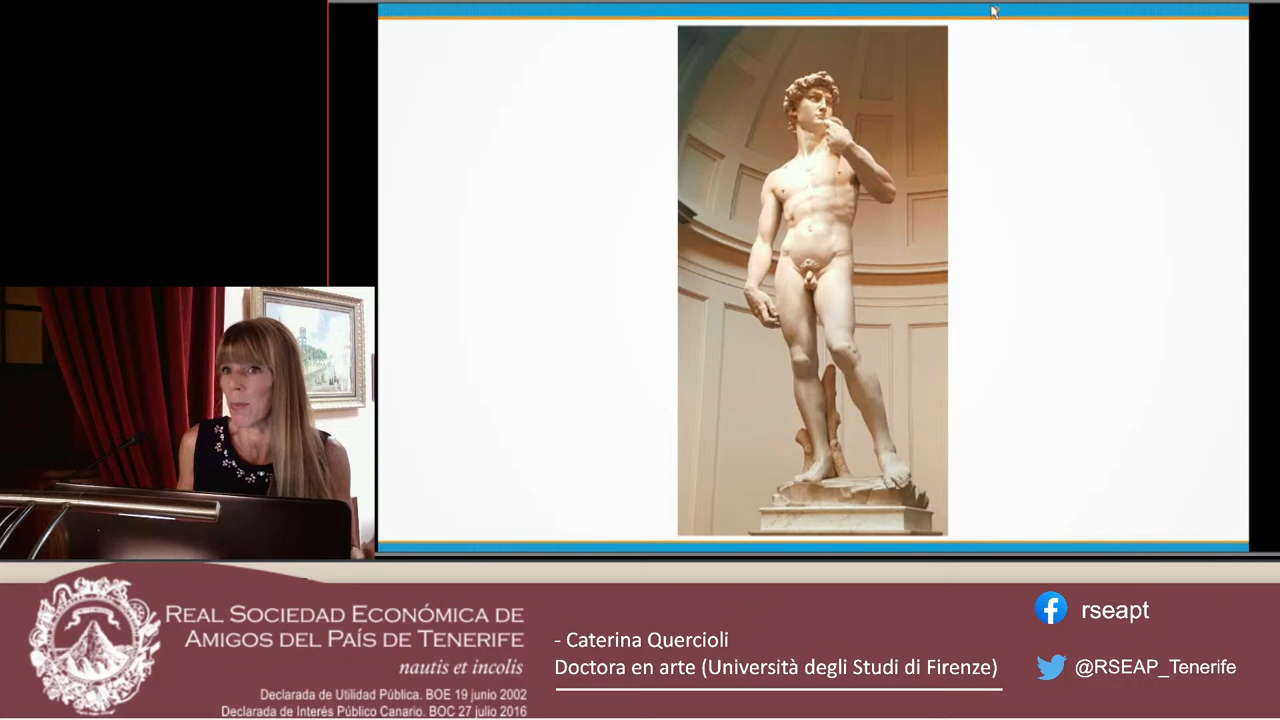 REAL SOCIEDAD ECONÓMICA DE
AMIGOS DEL PAÍS DE TENERIFE
nautis et incolis
Declarada de Utilidad Pública. BOE 19 junio 2002
Declarada de Interés Público Canario. BOC 27 julio 2016
- Caterina Quercioli
Doctora en arte (Università degli Studi di Firenze)
rseapt
@RSEAP_Tenerife